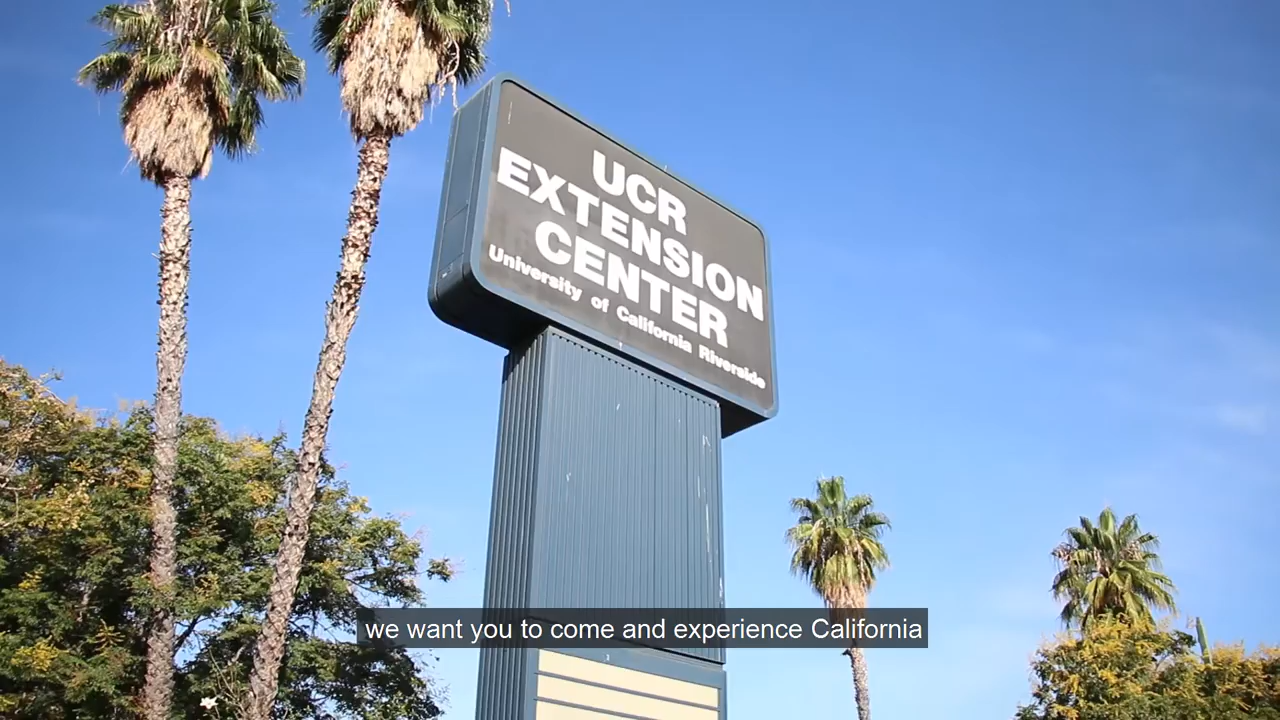 UCR
EXTENSION
CENTER
University of California Riverside
we want you to come and experience California